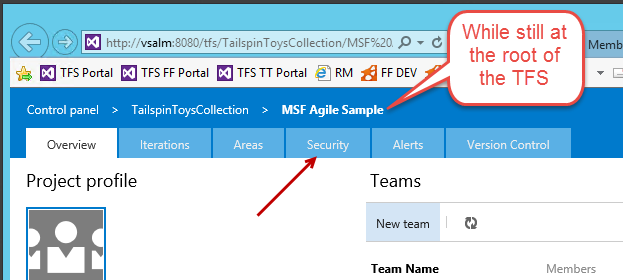 http://vsalm:8080/tfs/TailspinToysCollection/MSF%20.
While still at
the root of
the TFS
Membe
TFS Portal
TFS FF Portal
TFS TT Portal
RM
FF DEV
Control panel > TailspinToysCollection > MSF Agile Sample
Overview
Iterations
Areas
Security
Alerts
Version Control
Project profile
Teams
New team
Team Name
Members